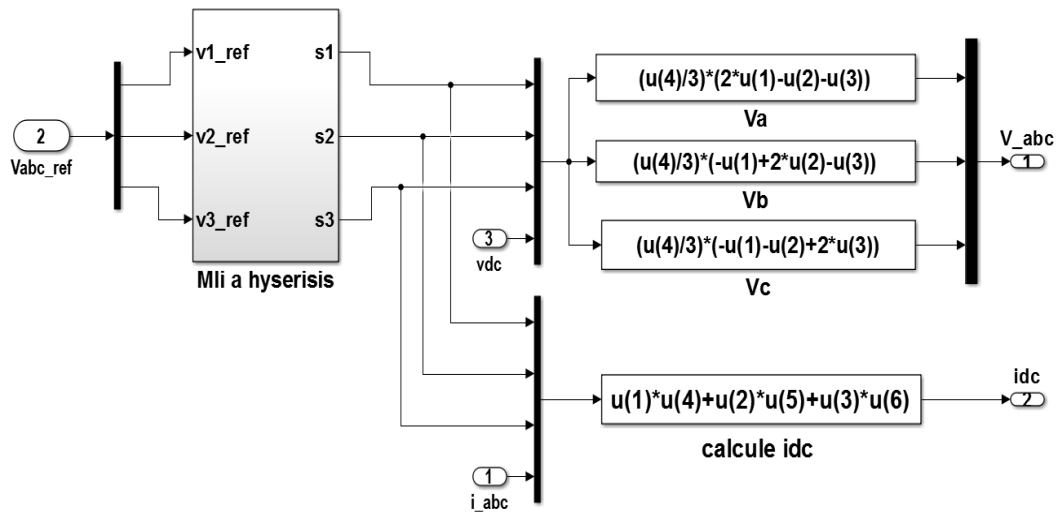 2
Vabc_ref
v1_ref
v2_ref
v3_ref
s1
s2
s3
Mli a hyserisis
3
vdc
(u(4)/3)*(2*u(1)-u(2)-u(3))
Va
(u(4)/3)*(-u(1)+2*u(2)-u(3))
Vb
(u(4)/3)*(-u(1)-u(2)+2*u(3))
Vc
V_abc
1
1
i_abc
u(1)*u(4)+u(2)*u(5)+u(3)*u(6)
calcule idc
idc
2